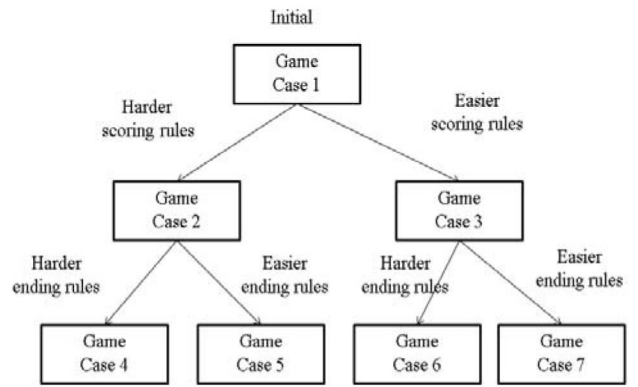 Initial
Game
Case 1
Harder
scoring rules
Easier
scoring rules
Game
Case 2
Game
Case 3
Harder
ending rules
Easier
ending rules
Harder
ending rules
Easier
ending rules
Game
Case 4
Game
Case 5
Game
Case 6
Game
Case 7